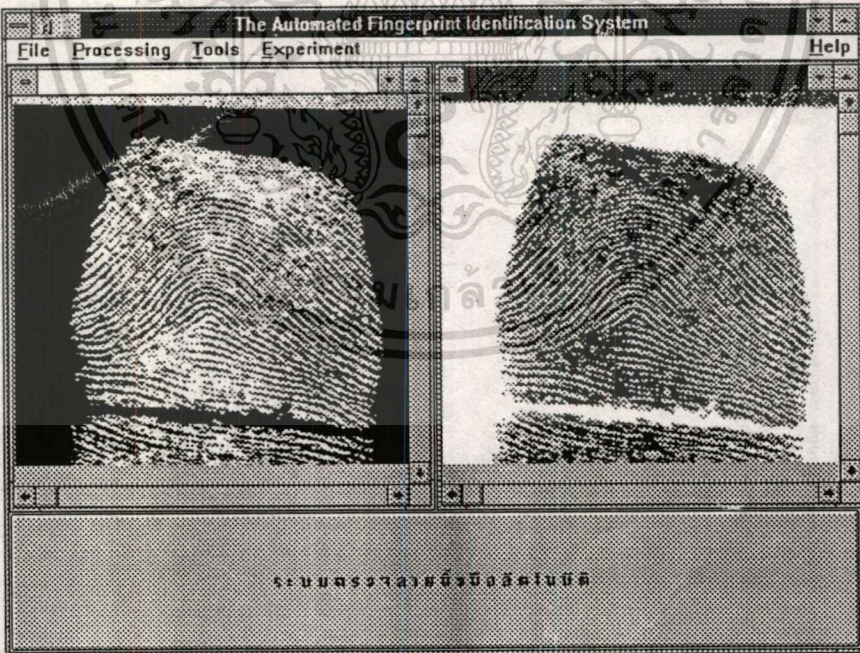 The Automated Fingerprint Identification System
File Processing Tools Experiment Help
ระบบตรวจลายนิ้วมืออัตโนมัติ